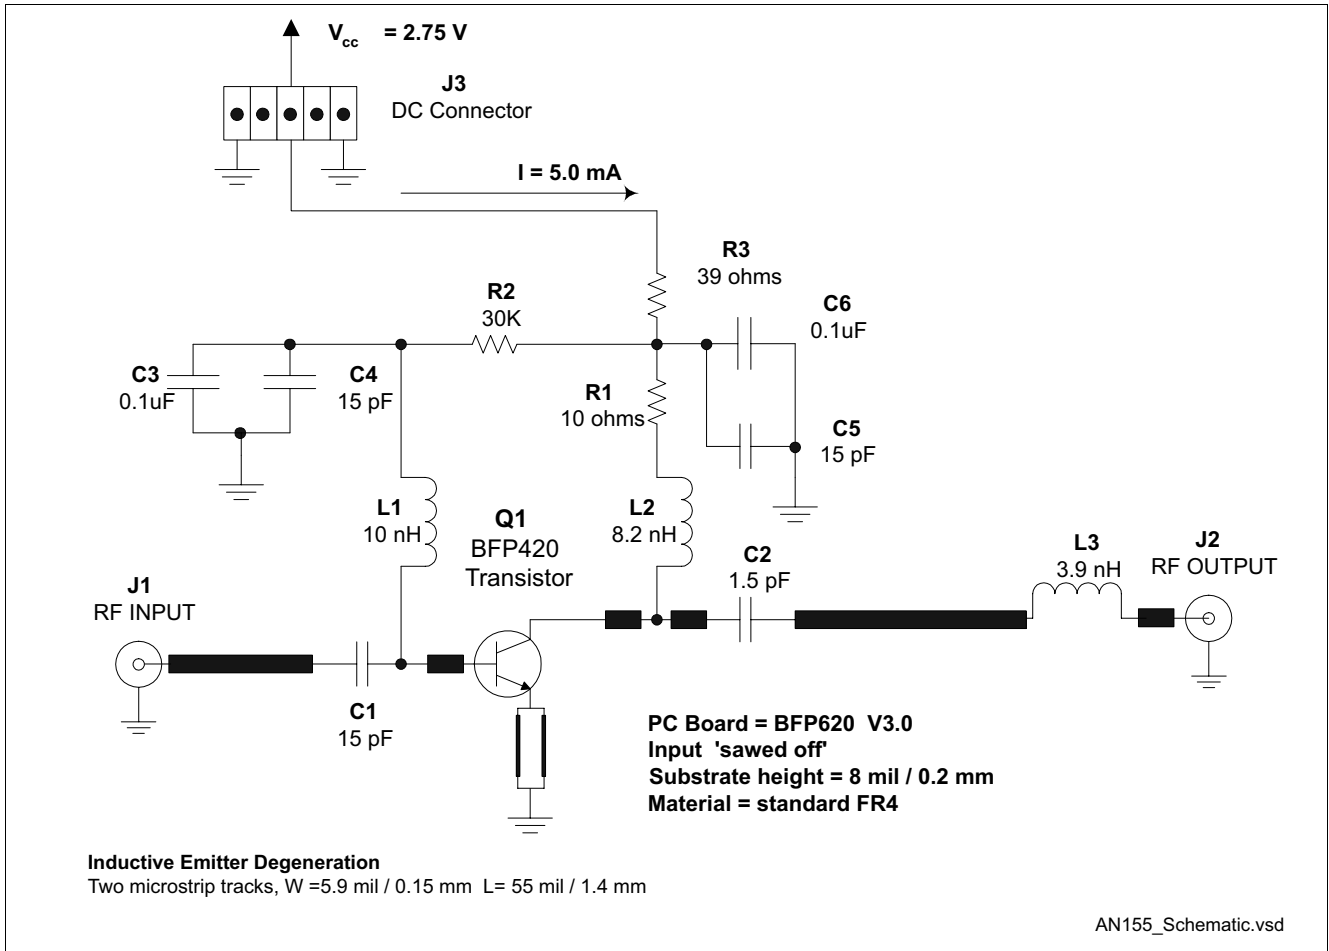 Vcc = 2.75 V
J3
DC Connector
I = 5.0 mA
R3
39 ohms
R2
30K
C6
0.1uF
C3
0.1uF
C4
15 pF
R1
10 ohms
C5
15 pF
L1
10 nH
Q1
BFP420
Transistor
L2
8.2 nH
C2
1.5 pF
L3
3.9 nH
J2
RF OUTPUT
J1
RF INPUT
C1
15 pF
PC Board = BFP620 V3.0
Input 'sawed off'
Substrate height = 8 mil / 0.2 mm
Material = standard FR4
Inductive Emitter Degeneration
Two microstrip tracks, W =5.9 mil / 0.15 mm L= 55 mil / 1.4 mm
AN155_Schematic.vsd